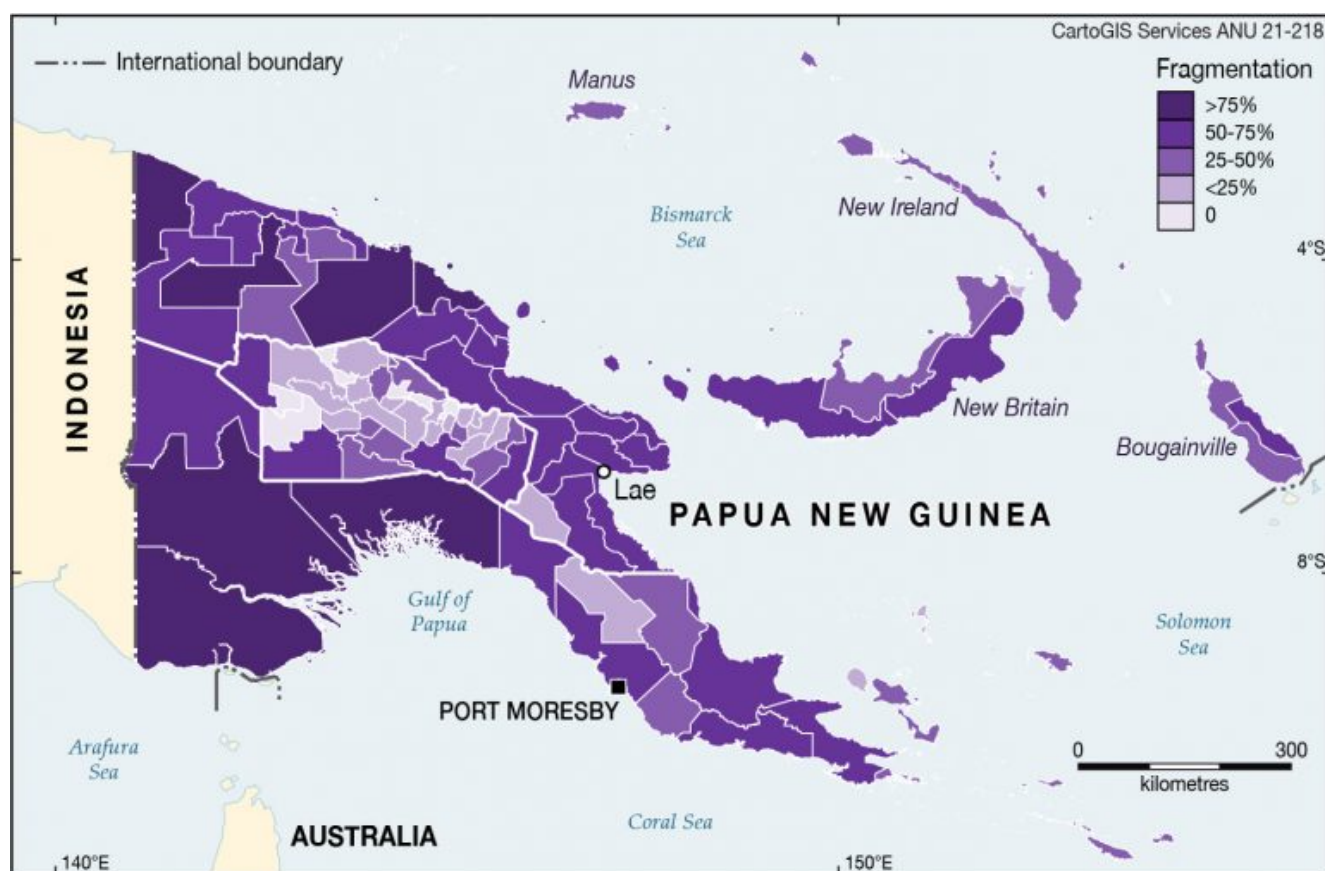 CartoGIS Services ANU 21-218
International boundary
Fragmentation
>75%
50-75%
25-50%
<25%
0
Manus
New Ireland
Bismarck
Sea
4°S
INDONESIA
New Britain
Bougainville
Lae
PAPUA NEW GUINEA
8°S
Gulf of
Papua
Solomon
Sea
PORT MORESBY
Arafura
Sea
0 300
kilometres
Coral Sea
AUSTRALIA
140°E
150°E